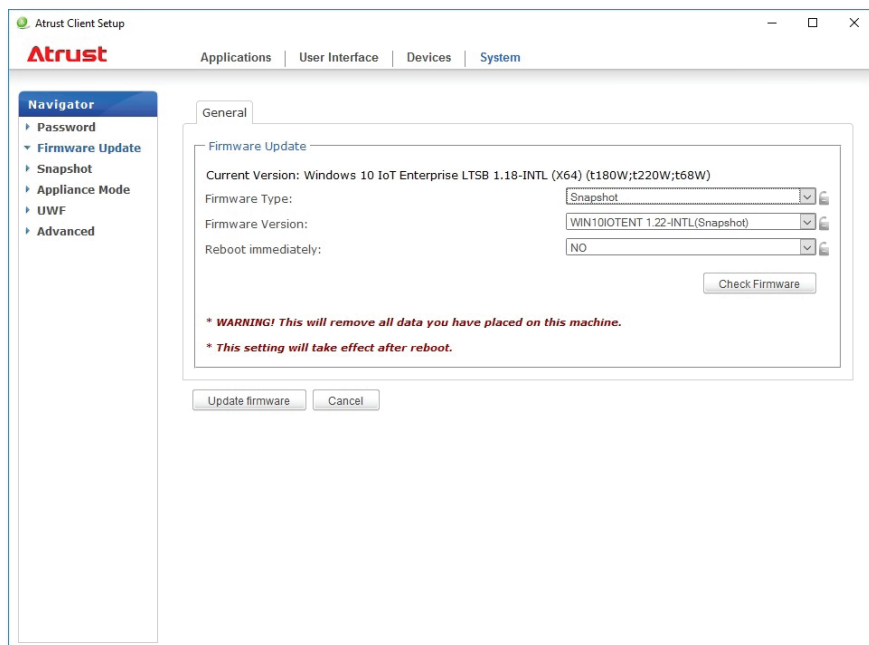 Atrust Client Setup
Atrust
Applications User Interface Devices System
Navigator
Password
Firmware Update
Snapshot
Appliance Mode
UWF
Advanced
General
Firmware Update
Current Version: Windows 10 IoT Enterprise LTSB 1.18-INTL (X64) (t180W;t220W;t68W)
Firmware Type: Snapshot
Firmware Version: WIN10IOTENT 1.22-INTL(Snapshot)
Reboot immediately: NO
Check Firmware
* WARNING! This will remove all data you have placed on this machine.
* This setting will take effect after reboot.
Update firmware Cancel